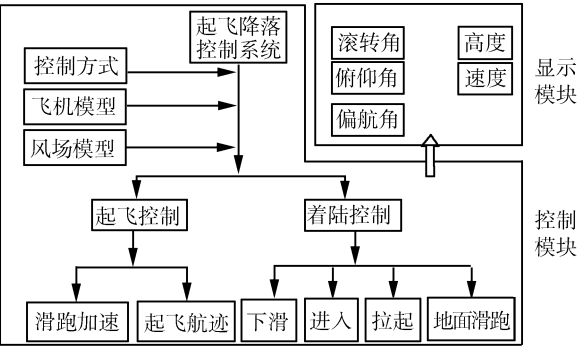 起飞降落
控制系统
控制方式
飞机模型
风场模型
滚转角
高度
俯仰角
速度
偏航角
显示
模块
起飞控制
着陆控制
控制
模块
滑跑加速
起飞航迹
下滑
进入
拉起
地面滑跑